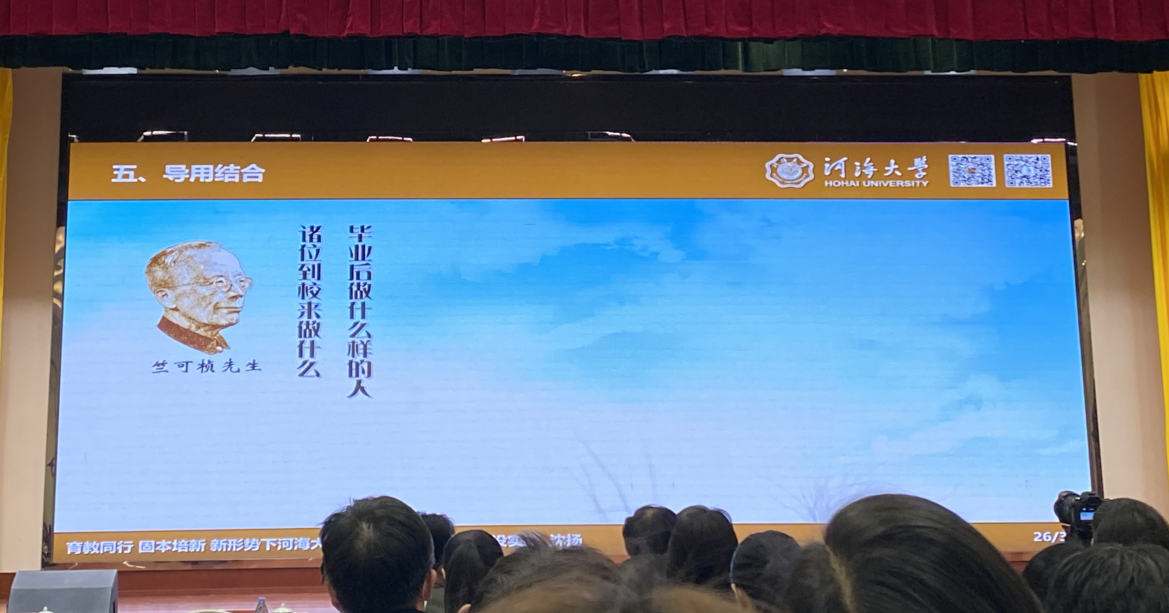 五、导用结合
河海大学
HOHAI UNIVERSITY
诸位到校来做什么
毕业后做什么样的人
竺可桢先生
育教同行 固本培新 新形势下河海大
沈扬
26/